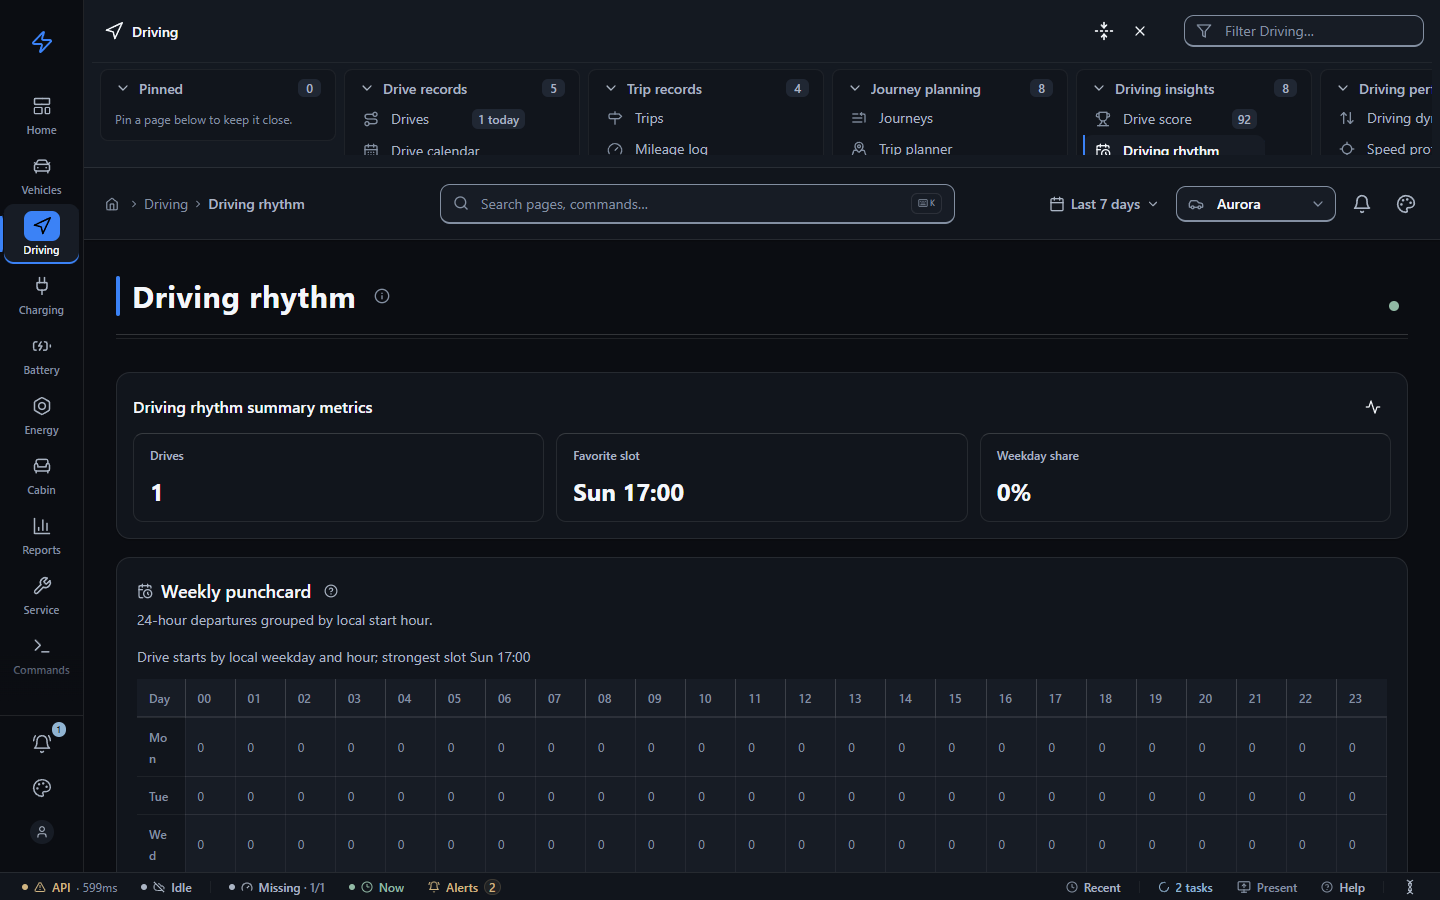 Driving
Filter Driving...
Home
Vehicles
Driving
Charging
Battery
Energy
Cabin
Reports
Service
Commands
1
Pinned 0
Pin a page below to keep it close.
Drive records 5
Drives 1 today
Drive calendar
Trip records 4
Trips
Mileage log
Journey planning 8
Journeys
Trip planner
Driving insights 8
Drive score 92
Driving rhythm
Driving per
Driving dy
Speed pro
Driving Driving rhythm
Search pages, commands... K
Last 7 days
Aurora
Driving rhythm
Driving rhythm summary metrics
Drives
1
Favorite slot
Sun 17:00
Weekday share
0%
Weekly punchcard
24-hour departures grouped by local start hour.
Drive starts by local weekday and hour; strongest slot Sun 17:00
Day 00 01 02 03 04 05 06 07 08 09 10 11 12 13 14 15 16 17 18 19 20 21 22 23
Mo
n 0 0 0 0 0 0 0 0 0 0 0 0 0 0 0 0 0 0 0 0 0 0 0 0
Tue 0 0 0 0 0 0 0 0 0 0 0 0 0 0 0 0 0 0 0 0 0 0 0 0
We
d 0 0 0 0 0 0 0 0 0 0 0 0 0 0 0 0 0 0 0 0 0 0 0 0
API · 599ms Idle Missing · 1/1 Now Alerts 2 Recent 2 tasks Present Help